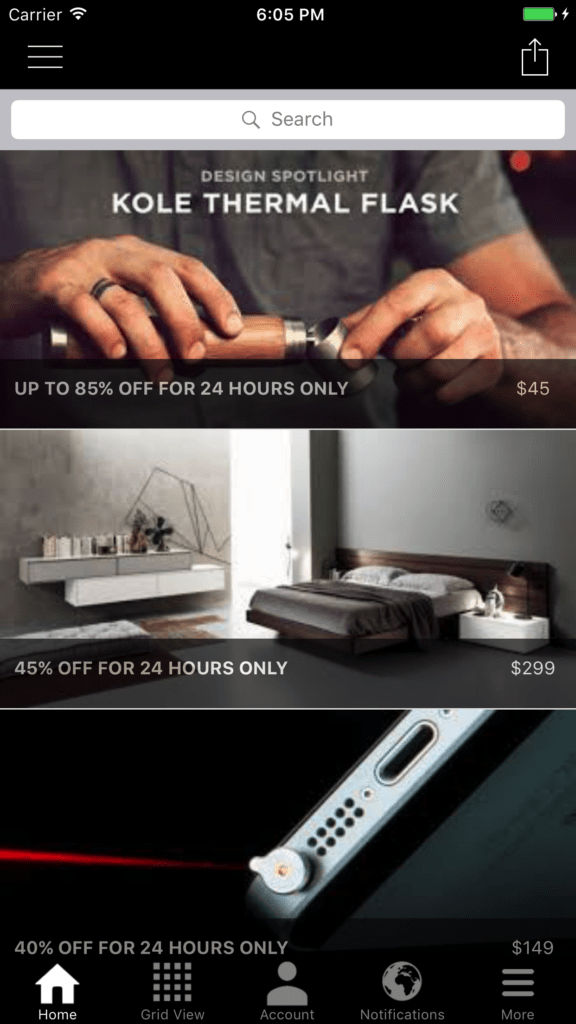 Carrier 6:05 PM
Search
DESIGN SPOTLIGHT
KOLE THERMAL FLASK
UP TO 85% OFF FOR 24 HOURS ONLY $45
45% OFF FOR 24 HOURS ONLY $299
40% OFF FOR 24 HOURS ONLY $149
Home Grid View Account Notifications More